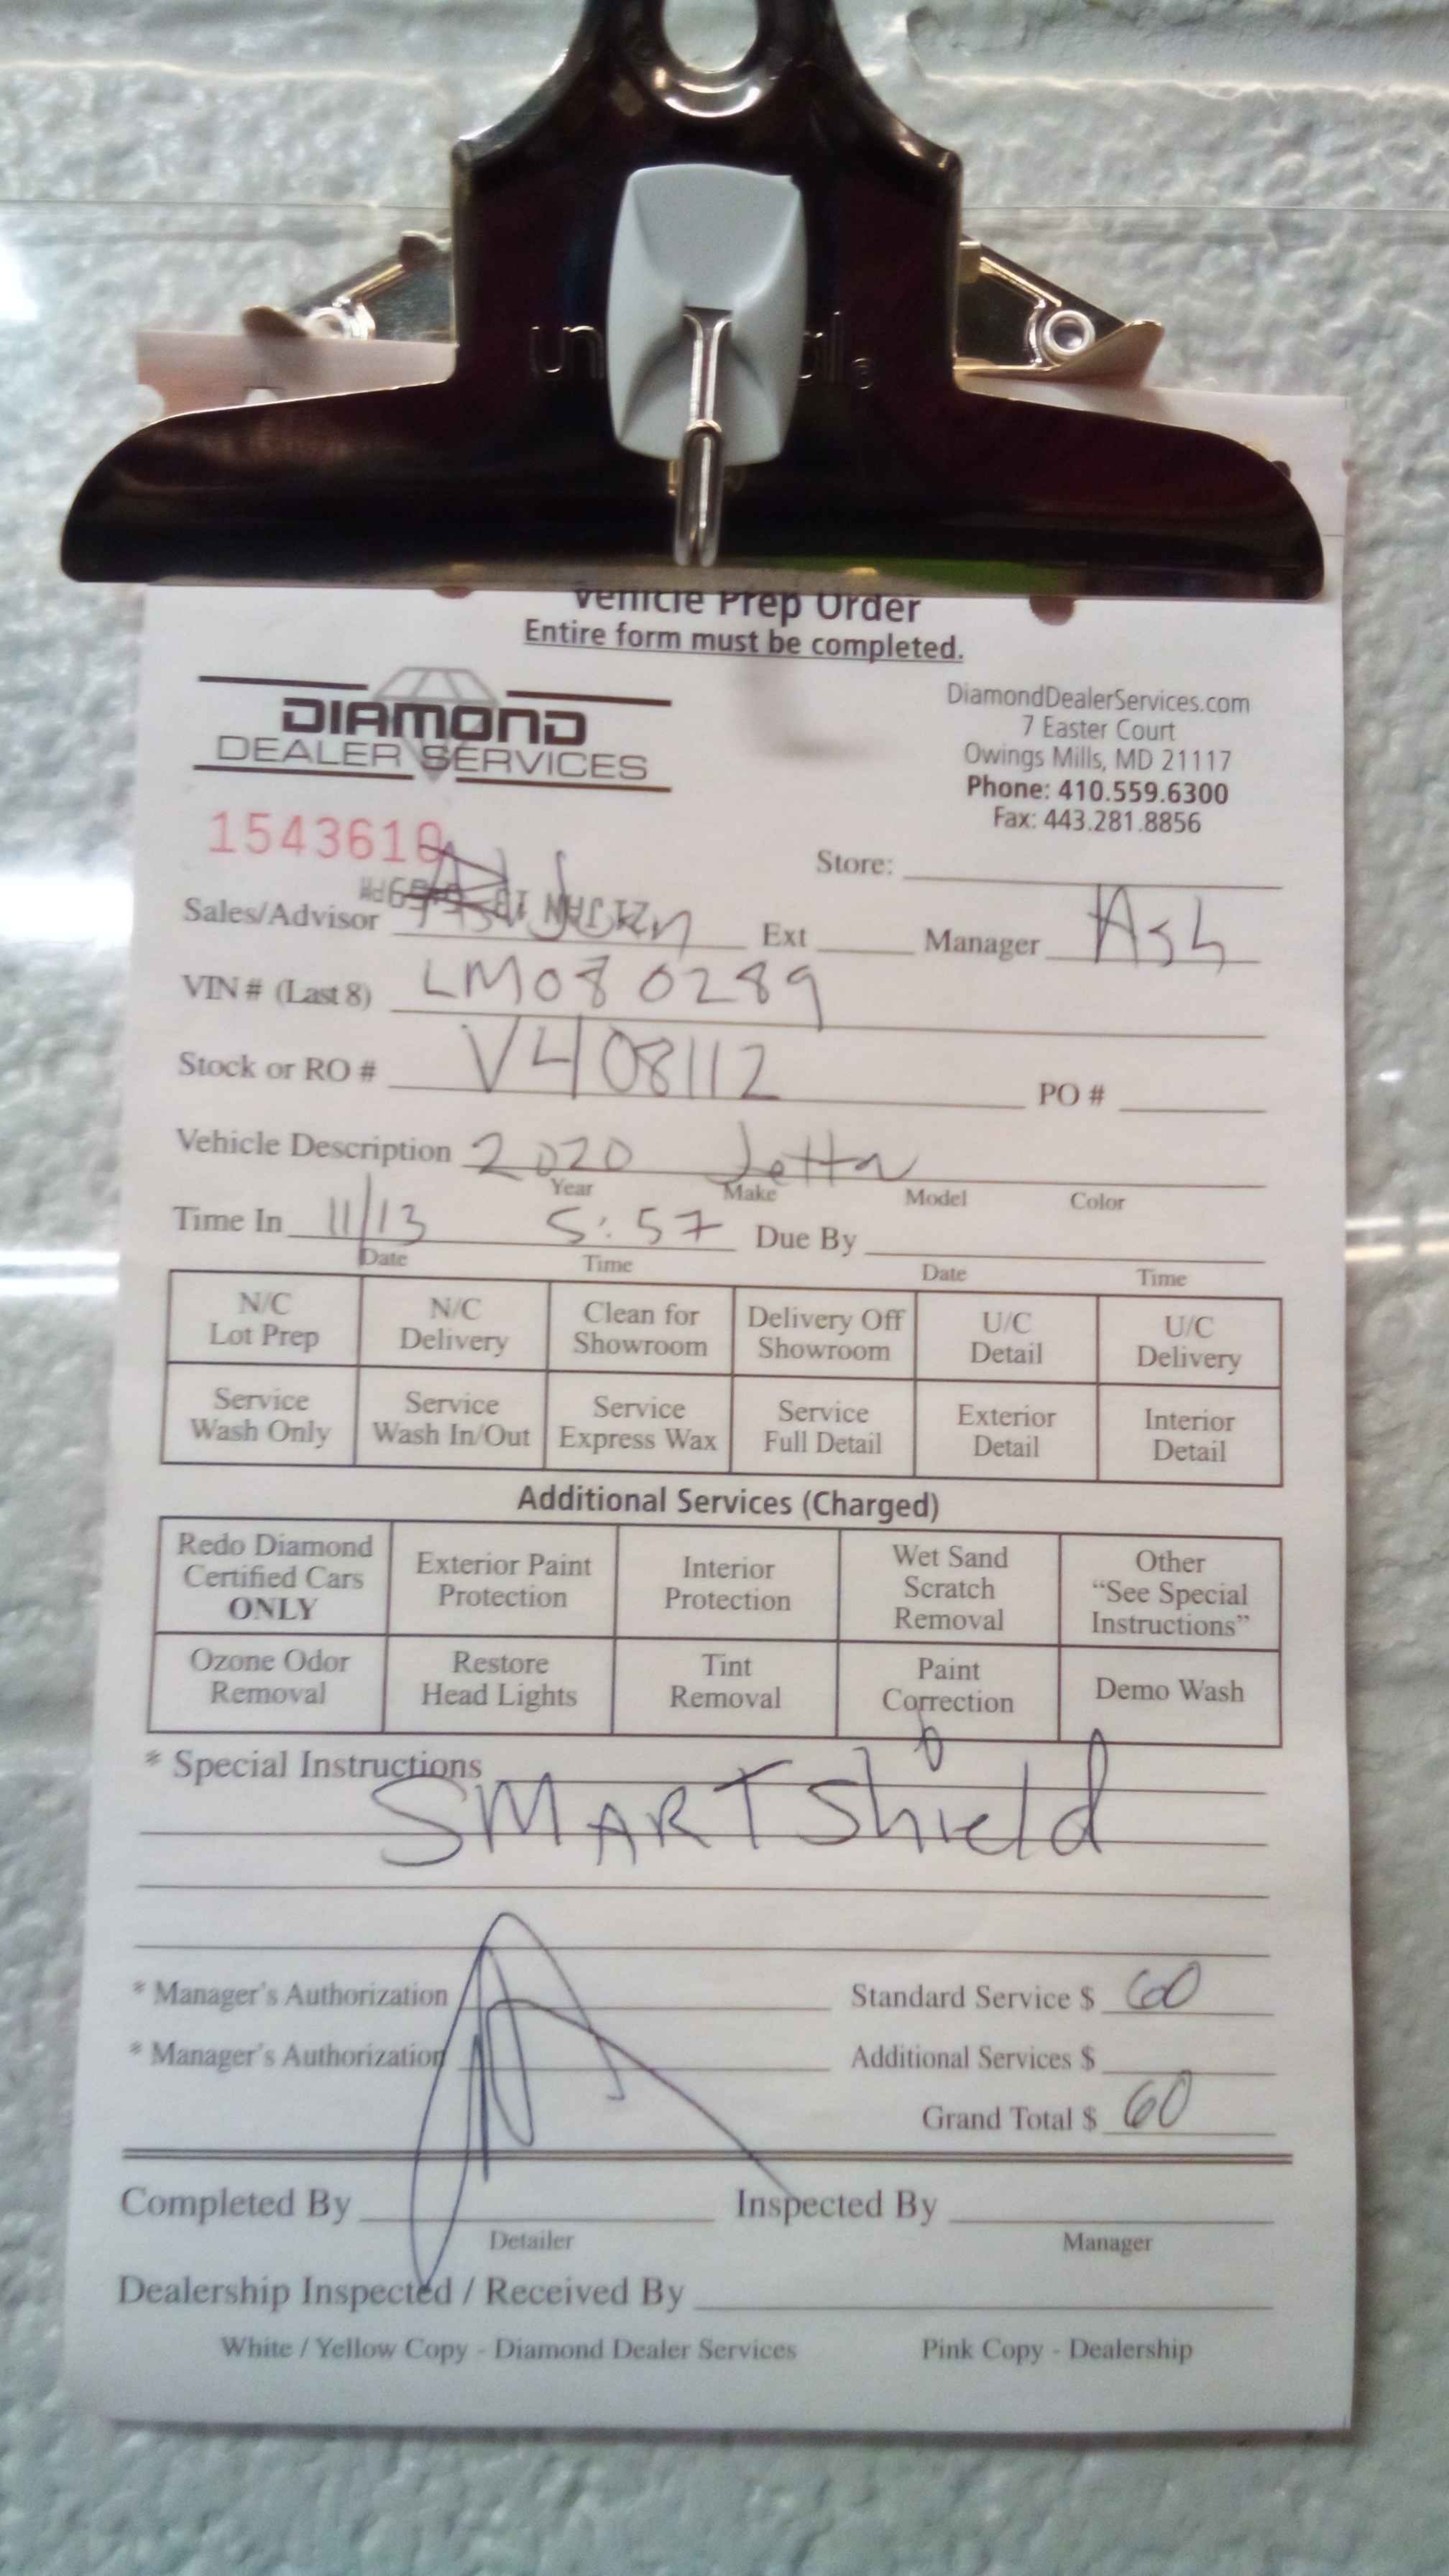 Vehicle Prep Order
Entire form must be completed.
DIAMOND
DEALER SERVICES
DiamondDealerServices.com
7 Easter Court
Owings Mills, MD 21117
Phone: 410.559.6300
Fax: 443.281.8856
1543610
Store:
Sales/Advisor Ext Manager Ash
VIN # (Last 8) LM080289
Stock or RO # V408112 PO #
Vehicle Description 2020 Jetta
Year Make Model Color
Time In 11/13 5:57 Due By
Date Time Date Time
N/C Lot Prep N/C Delivery Clean for Showroom Delivery Off Showroom U/C Detail U/C Delivery
Service Wash Only Service Wash In/Out Service Express Wax Service Full Detail Exterior Detail Interior Detail
Additional Services (Charged)
Redo Diamond Certified Cars ONLY Exterior Paint Protection Interior Protection Wet Sand Scratch Removal Other "See Special Instructions"
Ozone Odor Removal Restore Head Lights Tint Removal Paint Correction Demo Wash
* Special Instructions
SMART Shield
* Manager's Authorization Standard Service $ 60
* Manager's Authorization Additional Services $
Grand Total $ 60
Completed By Inspected By
Detailer Manager
Dealership Inspected / Received By
White / Yellow Copy - Diamond Dealer Services Pink Copy - Dealership